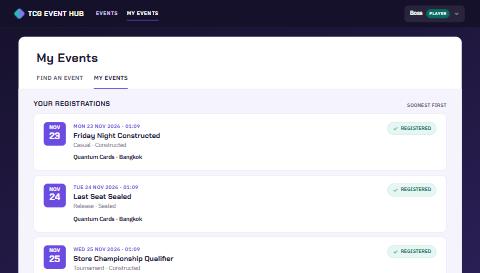 TCG EVENT HUB
EVENTS
MY EVENTS
Boss
PLAYER
My Events
FIND AN EVENT
MY EVENTS
YOUR REGISTRATIONS
SOONEST FIRST
NOV
23
MON 23 NOV 2026 · 01:09
Friday Night Constructed
Casual · Constructed
Quantum Cards · Bangkok
REGISTERED
NOV
24
TUE 24 NOV 2026 · 01:09
Last Seat Sealed
Release · Sealed
Quantum Cards · Bangkok
REGISTERED
NOV
25
WED 25 NOV 2026 · 01:09
Store Championship Qualifier
Tournament · Constructed
REGISTERED